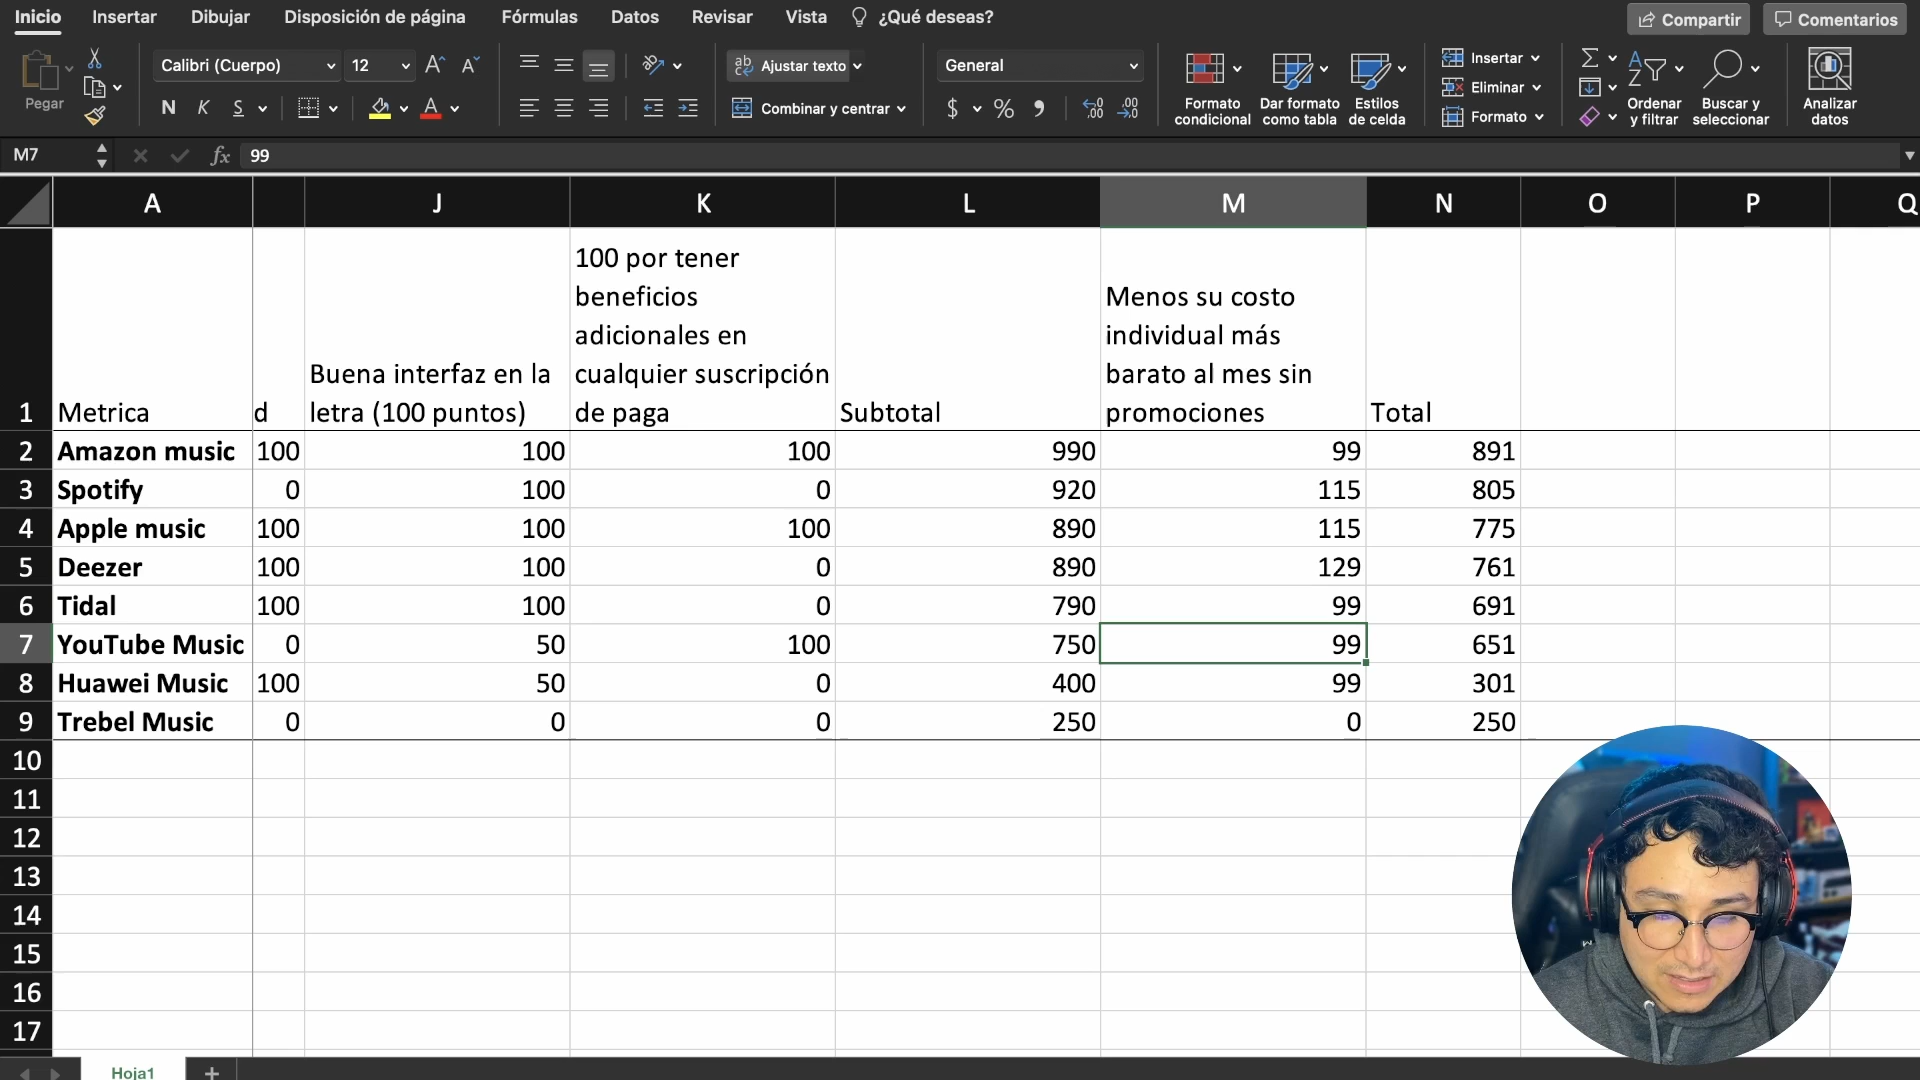 Inicio Insertar Dibujar Disposición de página Fórmulas Datos Revisar Vista ¿Qué deseas? Compartir Comentarios
Pegar
Calibri (Cuerpo) 12 A A
N K S A
ab Ajustar texto
Combinar y centrar
General
$ % ,00 ,00
Formato condicional
Dar formato como tabla
Estilos de celda
Insertar
Eliminar
Formato
Ordenar y filtrar
Buscar y seleccionar
Analizar datos
M7 fx 99
A J K L M N O P Q
1 Metrica d Buena interfaz en la letra (100 puntos) 100 por tener beneficios adicionales en cualquier suscripción de paga Subtotal Menos su costo individual más barato al mes sin promociones Total
2 Amazon music 100 100 100 990 99 891
3 Spotify 0 100 0 920 115 805
4 Apple music 100 100 100 890 115 775
5 Deezer 100 100 0 890 129 761
6 Tidal 100 100 0 790 99 691
7 YouTube Music 0 50 100 750 99 651
8 Huawei Music 100 50 0 400 99 301
9 Trebel Music 0 0 0 250 0 250
10
11
12
13
14
15
16
17
Hoja1 +